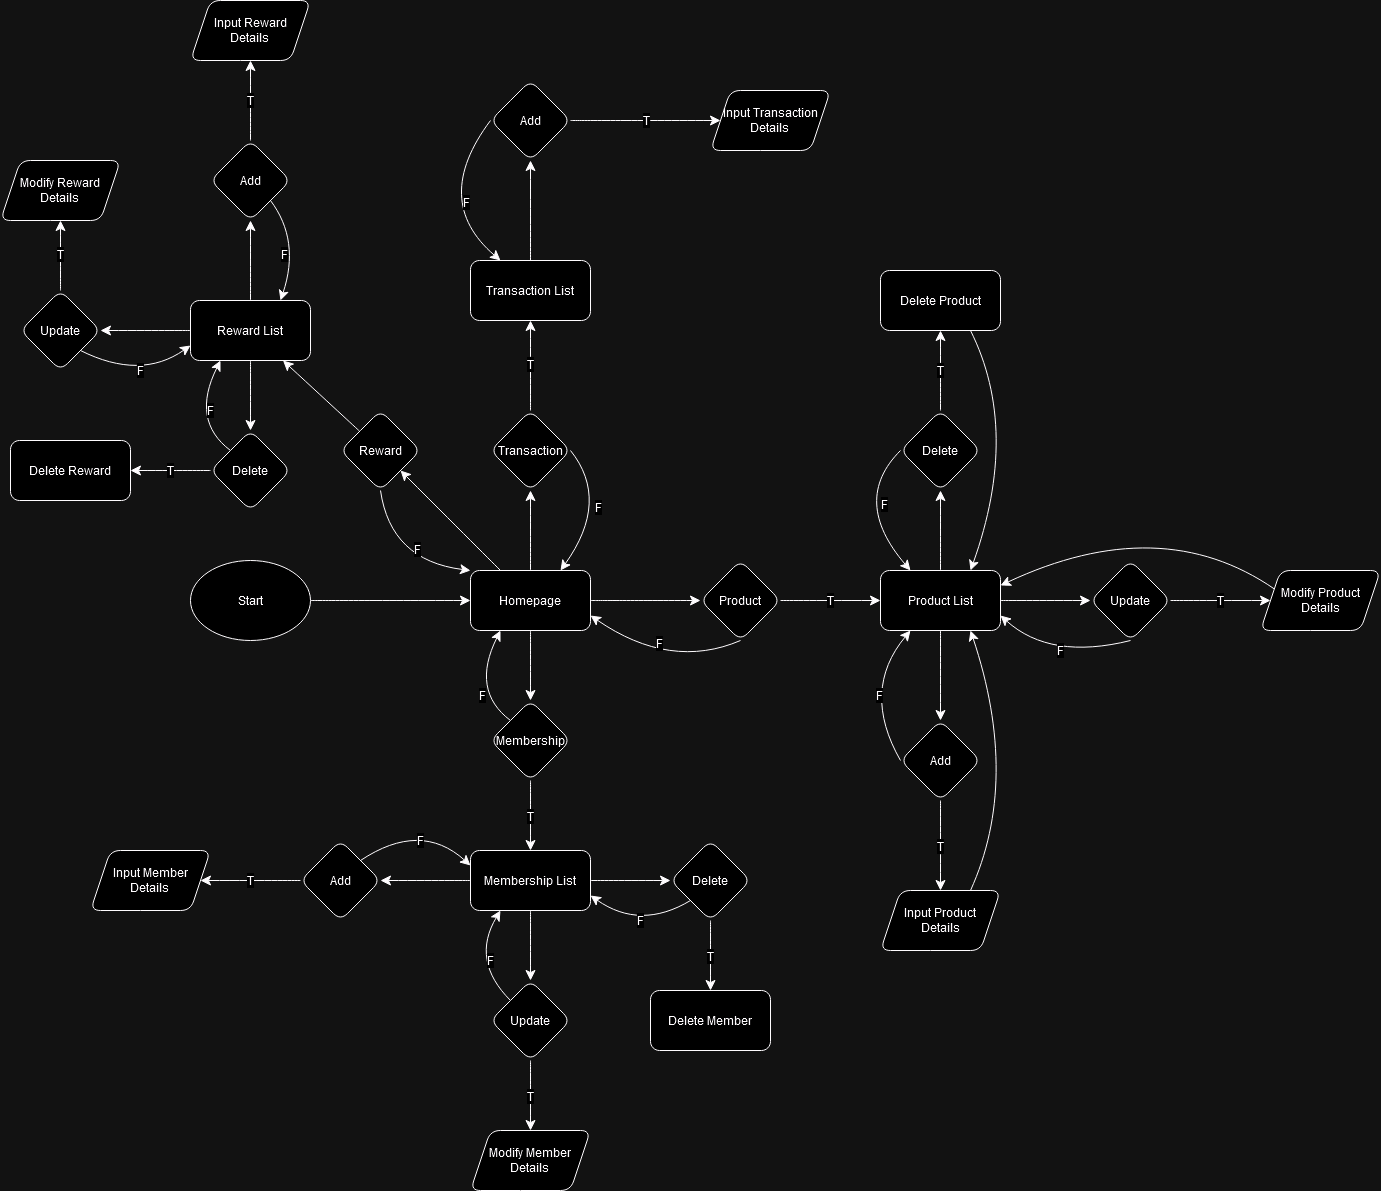 Input Reward
Details
T
Add
Input Transaction
Details
T
Add
Modify Reward
Details
F
T
F
Transaction List
Delete Product
Update
Reward List
F
T
T
F
Reward
Transaction
Delete
Delete Reward
T
Delete
F
F
F
Start
Homepage
Product
T
Product List
Update
T
Modify Product
Details
F
F
F
F
Membership
Add
T
T
F
Input Member
Details
T
Add
Membership List
Delete
Input Product
Details
F
F
T
Update
Delete Member
T
Modify Member
Details